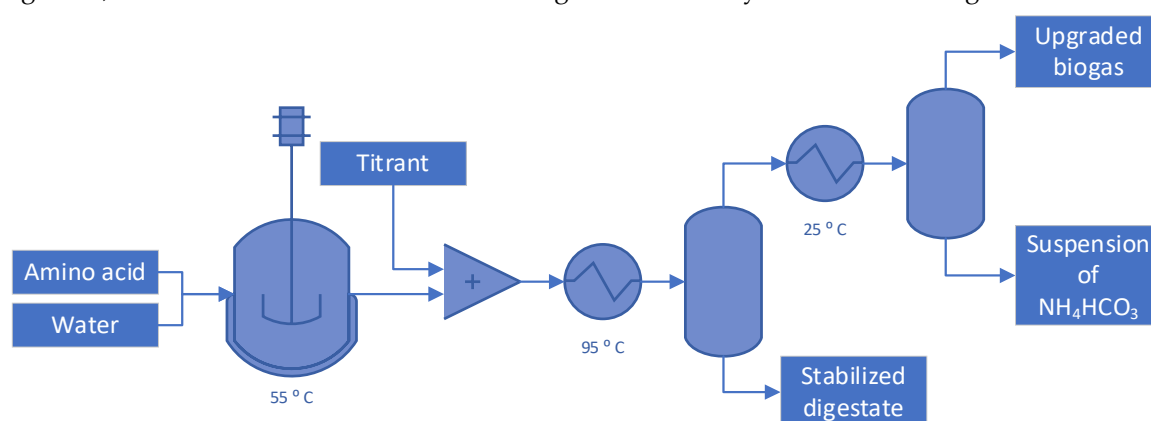 Upgraded
biogas
Titrant
25 ° C
Amino acid
Water
+
55 ° C
95 ° C
Suspension
of
NH₄HCO₃
Stabilized
digestate